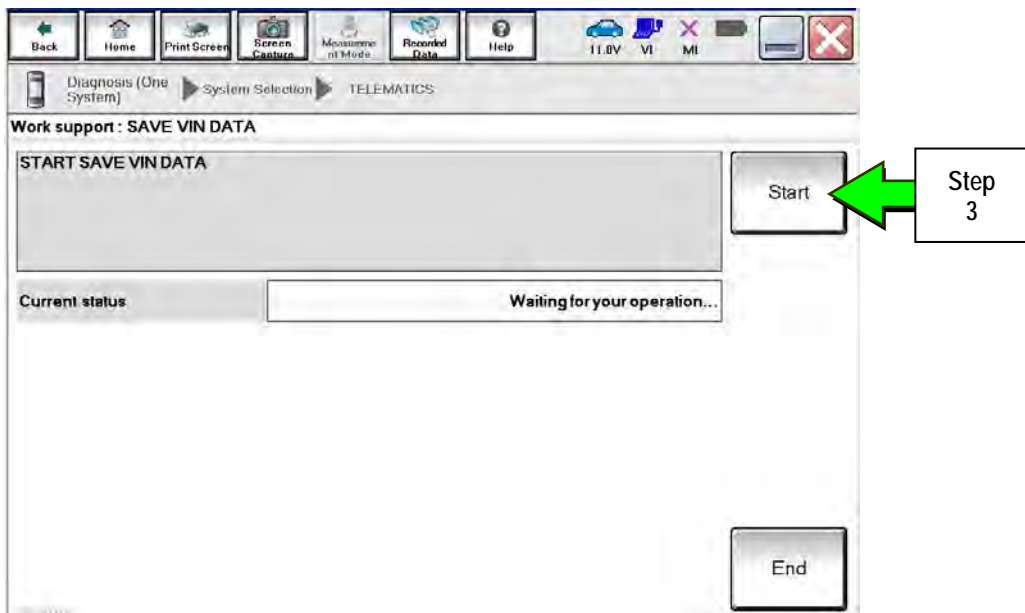 Back
Home
Print Screen
Screen Capture
Measureme
nt Mode
Recorded Data
Help
11.8V
VI
MI
Diagnosis (One System)
System Selection
TELEMATICS
Work support : SAVE VIN DATA
START SAVE VIN DATA
Start
Step
3
Current status
Waiting for your operation...
End